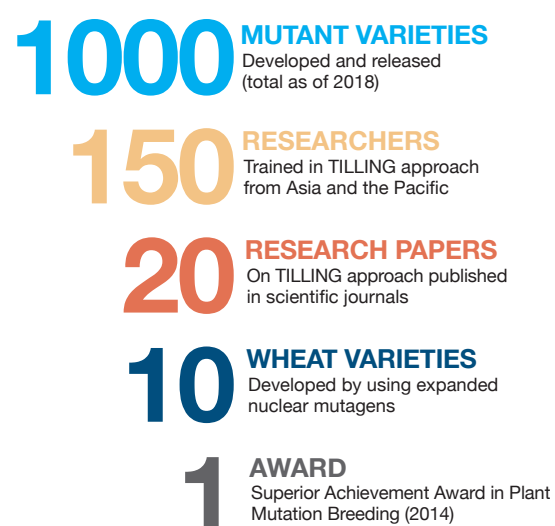 1000 MUTANT VARIETIES
Developed and released
(total as of 2018)
150 RESEARCHERS
Trained in TILLING approach
from Asia and the Pacific
20 RESEARCH PAPERS
On TILLING approach published
in scientific journals
10 WHEAT VARIETIES
Developed by using expanded
nuclear mutagens
1 AWARD
Superior Achievement Award in Plant
Mutation Breeding (2014)